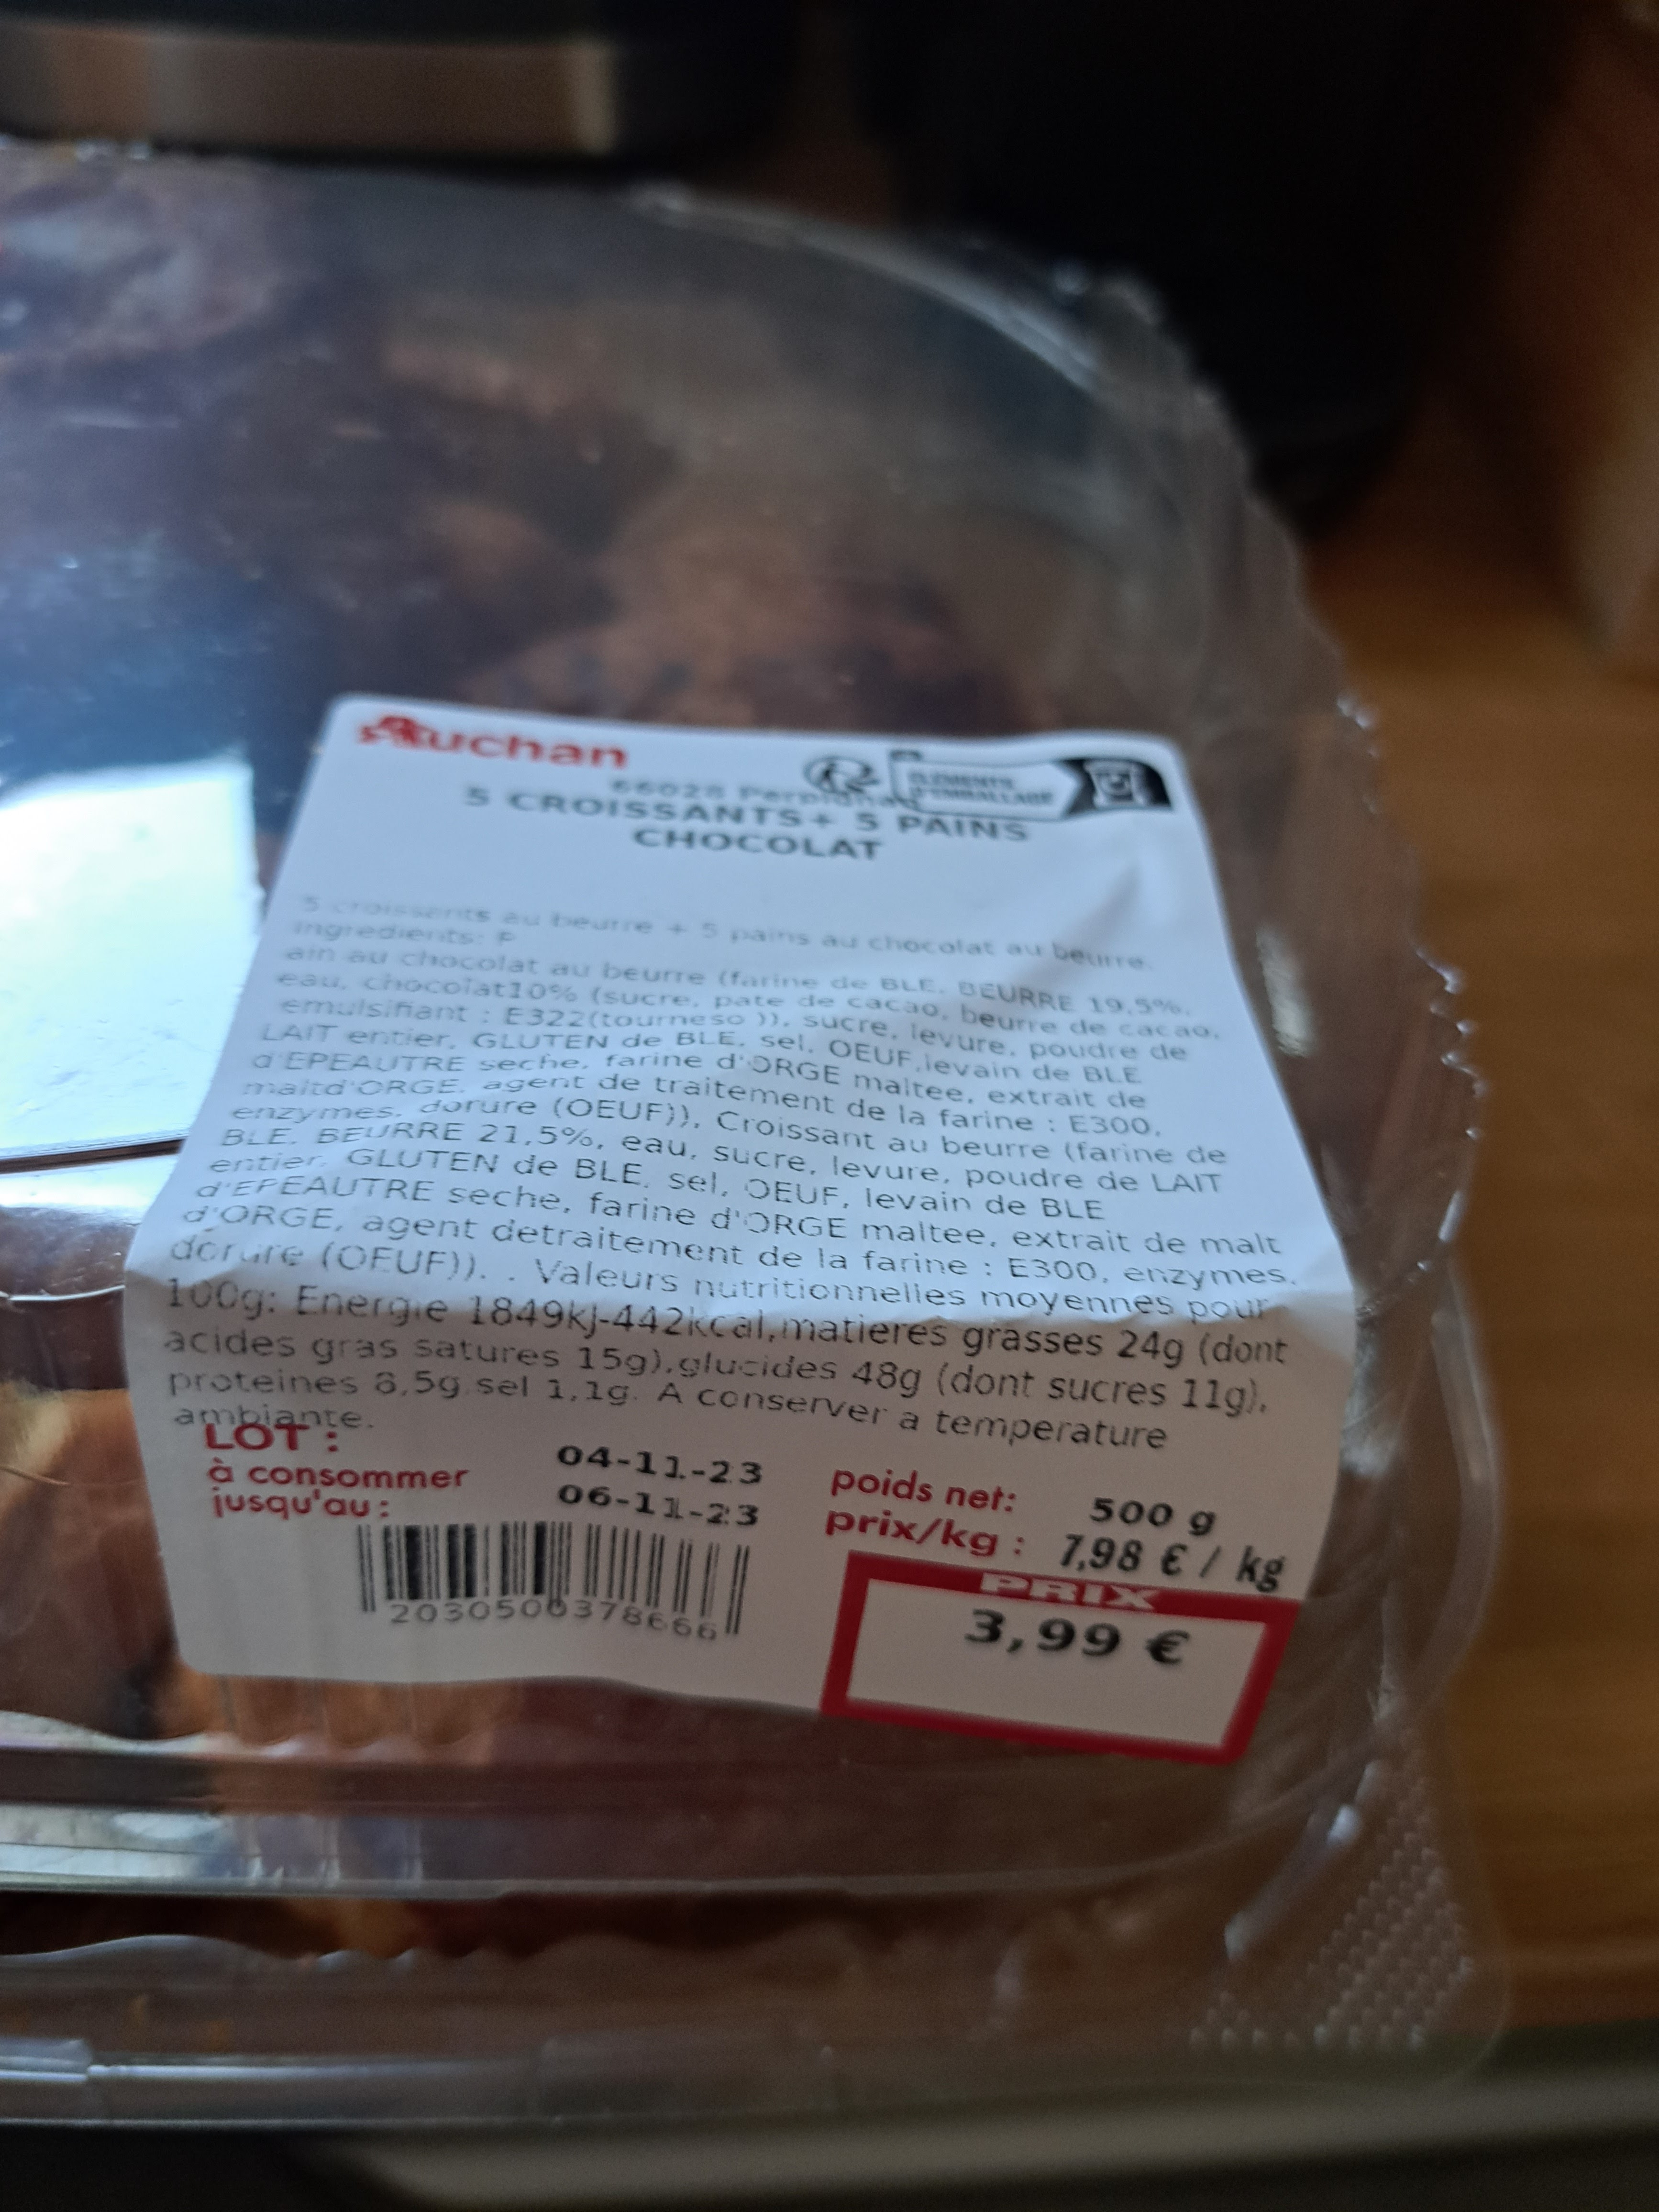 Auchan
66028 Perpignan
ELEMENTS
D'EMBALLAGE
5 CROISSANTS+ 5 PAINS
CHOCOLAT
5 croissants au beurre + 5 pains au chocolat au beurre.
Ingredients: P
ain au chocolat au beurre (farine de BLE, BEURRE 19,5%,
eau, chocolat10% (sucre, pate de cacao, beurre de cacao,
emulsifiant : E322(tourneso )), sucre, levure, poudre de
LAIT entier, GLUTEN de BLE, sel, OEUF,levain de BLE
d'EPEAUTRE seche, farine d'ORGE maltee, extrait de
maltd'ORGE, agent de traitement de la farine : E300,
enzymes, dorure (OEUF)), Croissant au beurre (farine de
BLE, BEURRE 21,5%, eau, sucre, levure, poudre de LAIT
entier, GLUTEN de BLE, sel, OEUF, levain de BLE
d'EPEAUTRE seche, farine d'ORGE maltee, extrait de malt
d'ORGE, agent detraitement de la farine : E300, enzymes,
dorure (OEUF)). . Valeurs nutritionnelles moyennes pour
100g: Energie 1849kJ-442kcal,matieres grasses 24g (dont
acides gras satures 15g),glucides 48g (dont sucres 11g),
proteines 8,5g,sel 1,1g. A conserver a temperature
ambiante.
LOT : 04-11-23
à consommer
jusqu'au : 06-11-23
poids net: 500 g
prix/kg : 7,98 € / kg
PRIX
3,99 €
2030500378666